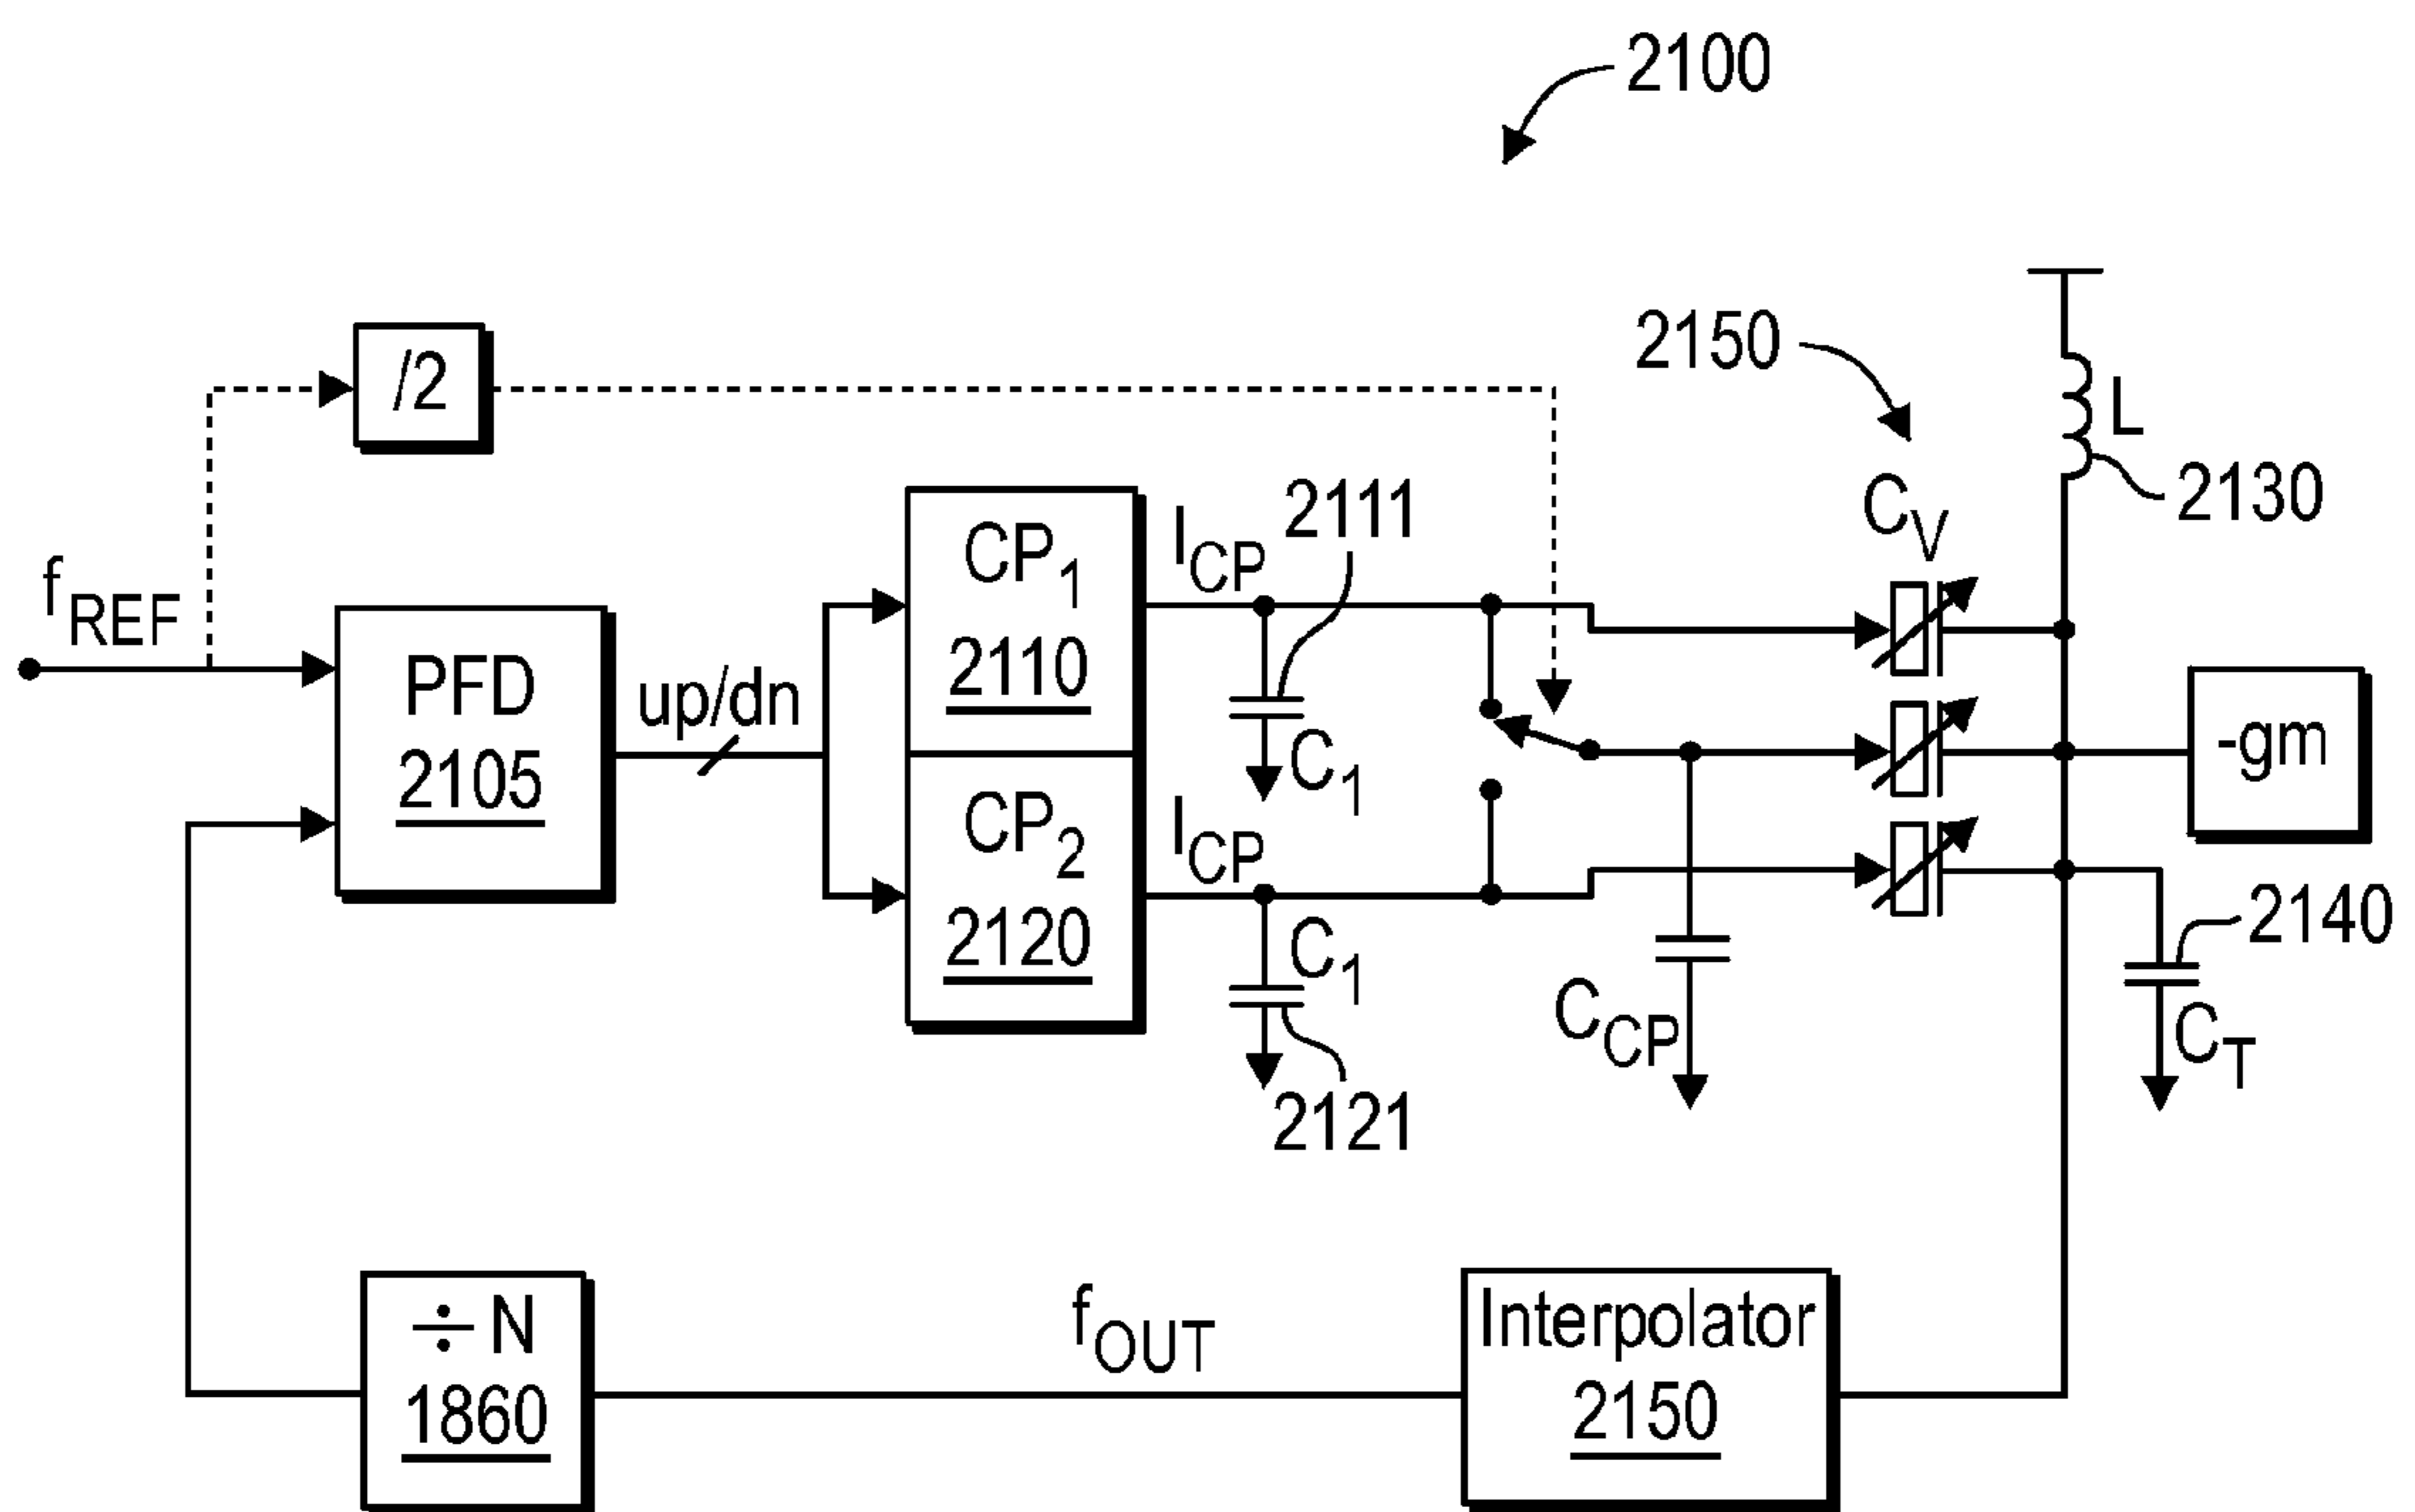 2100
2150
/2
L
2130
C_V
f_REF
PFD
2105
up/dn
CP_1
2110
CP_2
2120
I_CP
2111
C_1
I_CP
C_1
2121
C_CP
-gm
2140
C_T
÷ N
1860
f_OUT
Interpolator
2150